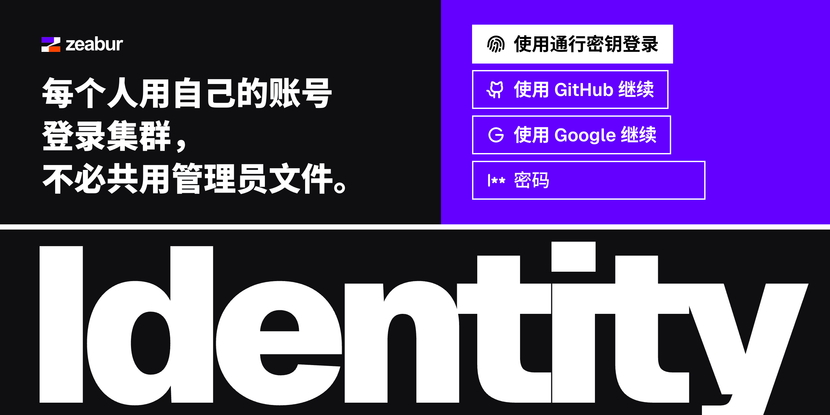 zeabur
每个人用自己的账号
登录集群，
不必共用管理员文件。
使用通行密钥登录
使用 GitHub 继续
使用 Google 继续
密码
Identity